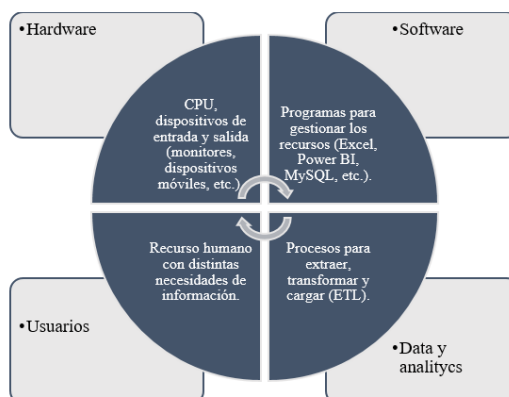 •Hardware
•Software
CPU,
dispositivos de
entrada y salida
(monitores,
dispositivos
móviles, etc.)
Programas para
gestionar los
recursos (Excel,
Power BI,
MySQL, etc.).
Recurso humano
con distintas
necesidades de
información.
Procesos para
extraer,
transformar y
cargar (ETL).
•Usuarios
•Data y
analitycs